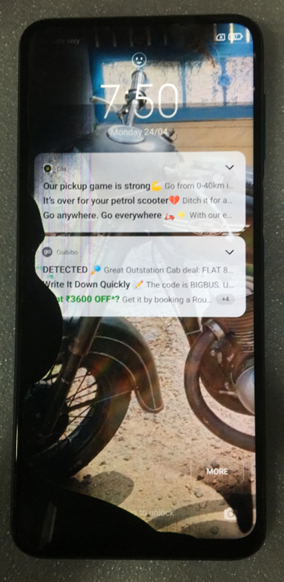 7:50
Monday 24/04
Ola
Our pickup game is strong💪 Go from 0-40km i...
It's over for your petrol scooter💔 Ditch it for a...
Go anywhere. Go everywhere 🛵 ⭐ With our e...
Goibibo
DETECTED 🔎 Great Outstation Cab deal: FLAT 8...
Write It Down Quickly 📝 The code is BIGBUS. U...
₹3600 OFF*? Get it by booking a Rou...
+4
MORE